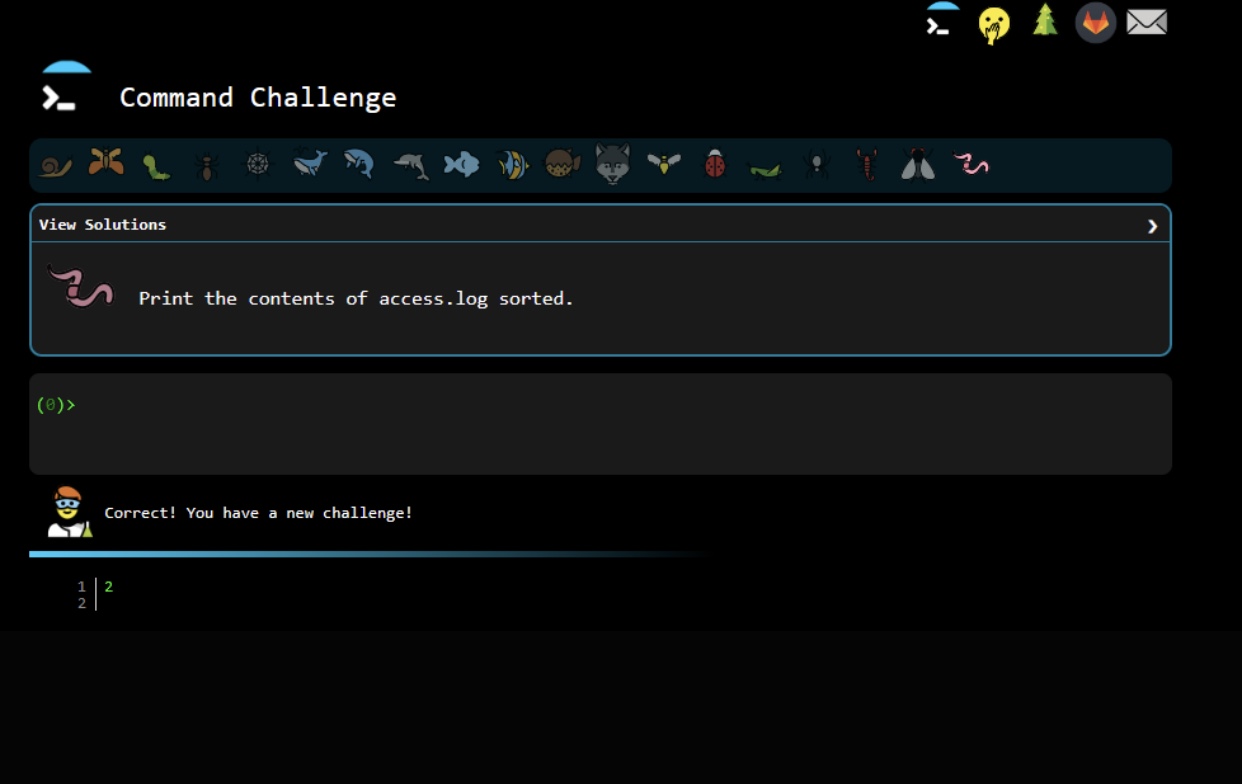 Command Challenge
View Solutions
Print the contents of access.log sorted.
(0)>
Correct! You have a new challenge!
1 2
2